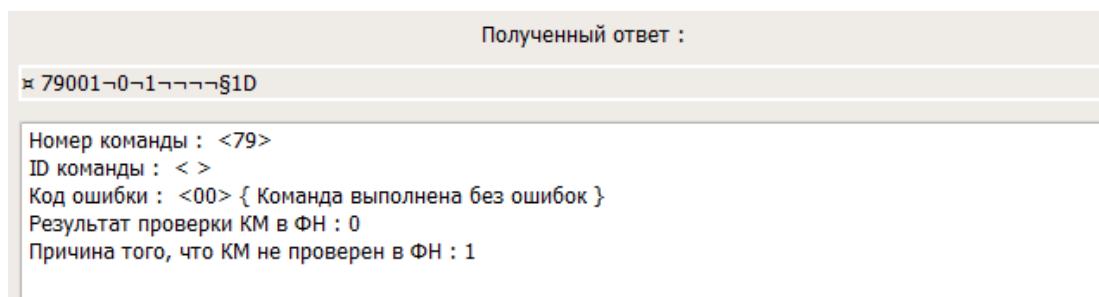 Полученный ответ :
¤ 79001¬0¬1¬¬¬¬§1D
Номер команды : <79>
ID команды : < >
Код ошибки : <00> { Команда выполнена без ошибок }
Результат проверки КМ в ФН : 0
Причина того, что КМ не проверен в ФН : 1